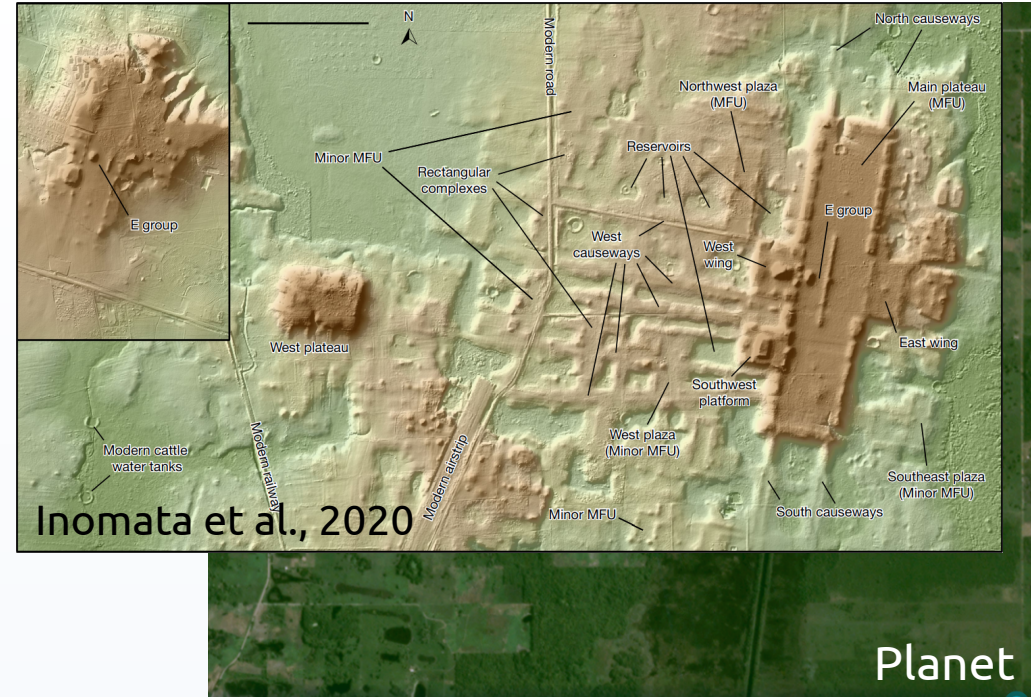 N
North causeways
Modern road
Northwest plaza
(MFU)
Main plateau
(MFU)
Minor MFU
Reservoirs
Rectangular
complexes
E group
E group
West
causeways
West
wing
East wing
West plateau
Southwest
platform
Modern cattle
water tanks
Modern railway
Modern airstrip
West plaza
(Minor MFU)
Southeast plaza
(Minor MFU)
Minor MFU
South causeways
Inomata et al., 2020
Planet